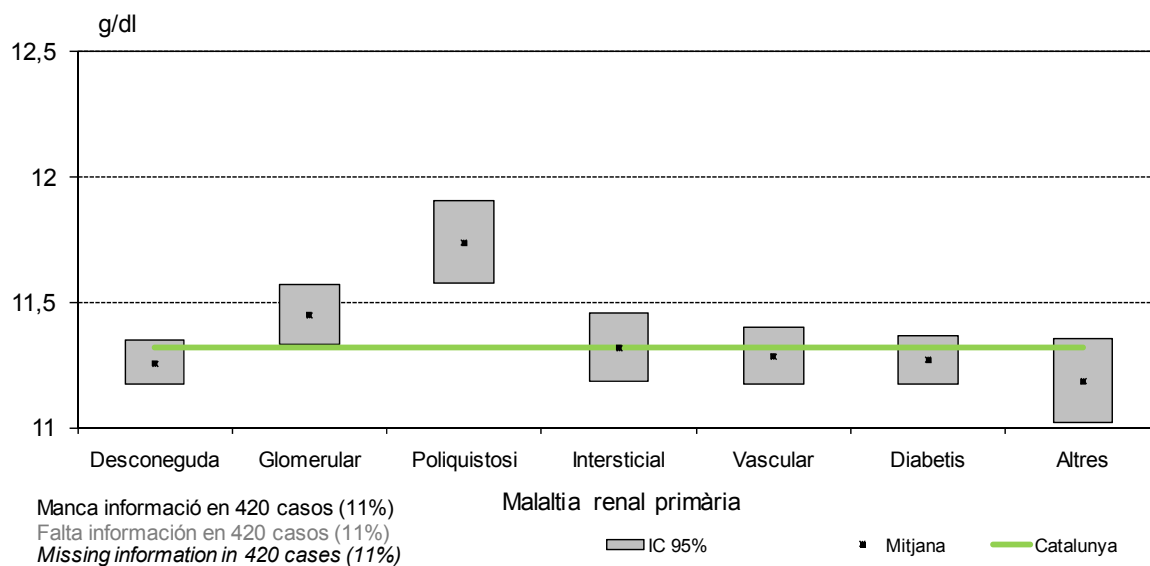 g/dl
12,5
12
11,5
11
Desconeguda Glomerular Poliquistosi Intersticial Vascular Diabetis Altres
Malaltia renal primària
Manca informació en 420 casos (11%)
Falta información en 420 casos (11%)
Missing information in 420 cases (11%)
IC 95% Mitjana Catalunya